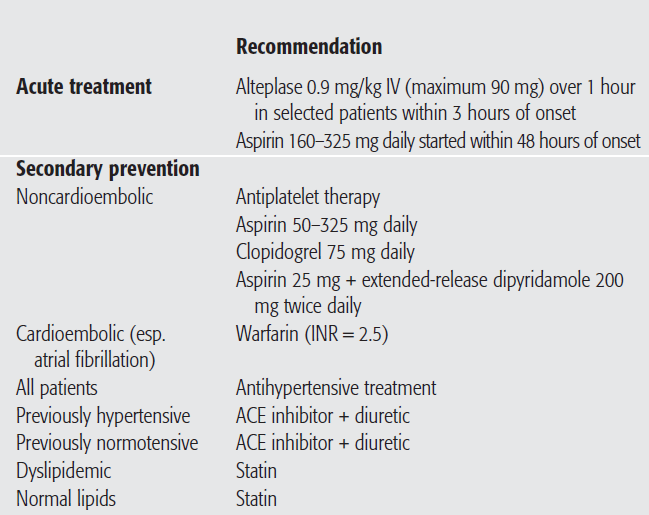 Recommendation
Acute treatment Alteplase 0.9 mg/kg IV (maximum 90 mg) over 1 hour
in selected patients within 3 hours of onset
Aspirin 160–325 mg daily started within 48 hours of onset
Secondary prevention
Noncardioembolic Antiplatelet therapy
Aspirin 50–325 mg daily
Clopidogrel 75 mg daily
Aspirin 25 mg + extended-release dipyridamole 200
mg twice daily
Cardioembolic (esp. Warfarin (INR = 2.5)
atrial fibrillation)
All patients Antihypertensive treatment
Previously hypertensive ACE inhibitor + diuretic
Previously normotensive ACE inhibitor + diuretic
Dyslipidemic Statin
Normal lipids Statin